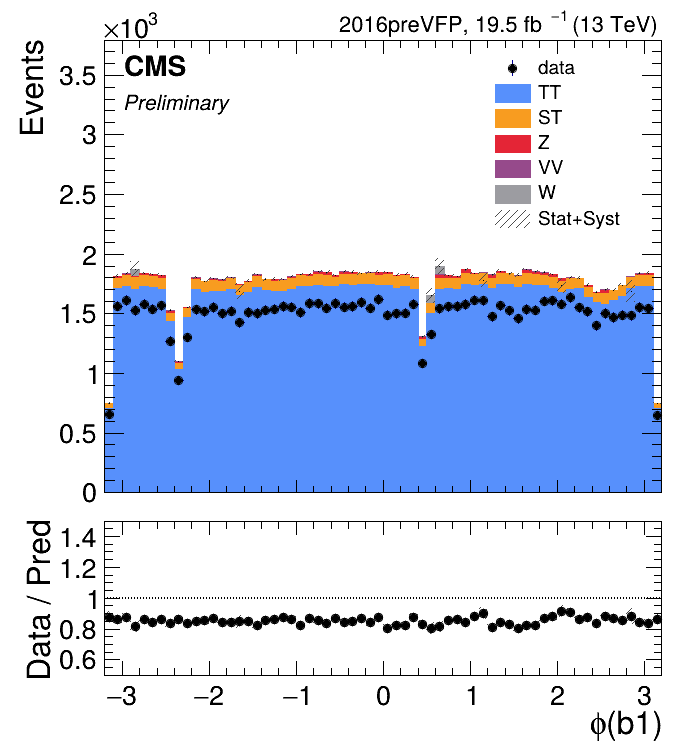 ×10³
2016preVFP, 19.5 fb⁻¹ (13 TeV)
Events
CMS
Preliminary
data
TT
ST
Z
VV
W
Stat+Syst
3.5
3
2.5
2
1.5
1
0.5
0
Data / Pred
1.4
1.2
1
0.8
0.6
−3 −2 −1 0 1 2 3
ϕ(b1)